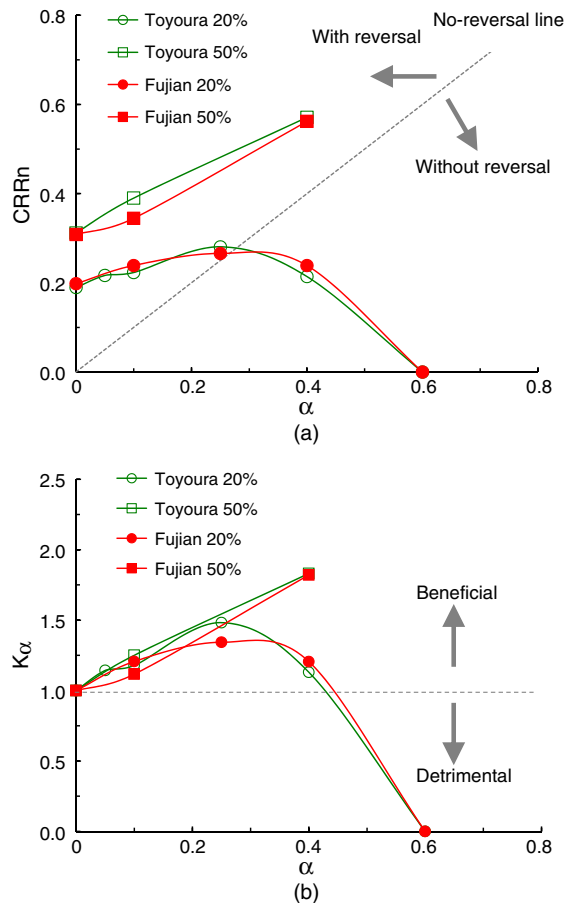 0.8
0.6
0.4
0.2
0.0
CRRn
Toyoura 20%
Toyoura 50%
Fujian 20%
Fujian 50%
No-reversal line
With reversal
Without reversal
0
0.2
0.4
0.6
0.8
α
(a)
2.5
2.0
1.5
1.0
0.5
0.0
Kα
Toyoura 20%
Toyoura 50%
Fujian 20%
Fujian 50%
Beneficial
Detrimental
0
0.2
0.4
0.6
0.8
α
(b)